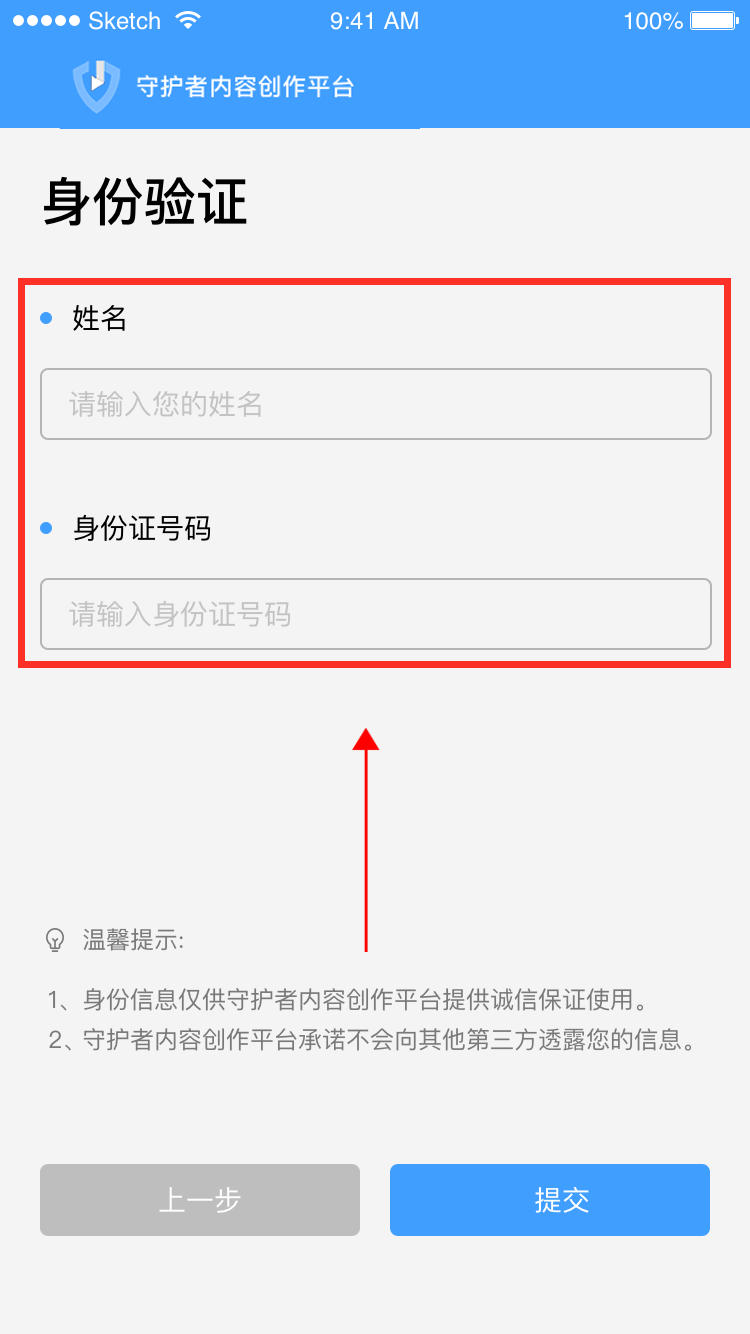 Sketch 9:41 AM 100%
守护者内容创作平台
身份验证
姓名
请输入您的姓名
身份证号码
请输入身份证号码
温馨提示:
1、身份信息仅供守护者内容创作平台提供诚信保证使用。
2、守护者内容创作平台承诺不会向其他第三方透露您的信息。
上一步 提交